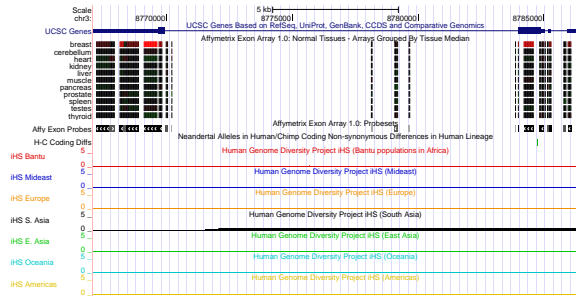 Scale 5 kb
chr3: 8770000 8775000 8780000 8785000
UCSC Genes Based on RefSeq, UniProt, GenBank, CCDS and Comparative Genomics
UCSC Genes
Affymetrix Exon Array 1.0: Normal Tissues - Arrays Grouped By Tissue Median
breast
cerebellum
heart
kidney
liver
muscle
pancreas
prostate
spleen
testes
thyroid
Affymetrix Exon Array 1.0: Probesets
Affy Exon Probes
Neandertal Alleles in Human/Chimp Coding Non-synonymous Differences in Human Lineage
H-C Coding Diffs
5 Human Genome Diversity Project iHS (Bantu populations in Africa)
iHS Bantu
0
5 Human Genome Diversity Project iHS (Mideast)
iHS Mideast
0
5 Human Genome Diversity Project iHS (Europe)
iHS Europe
0
5 Human Genome Diversity Project iHS (South Asia)
iHS S. Asia
0
5 Human Genome Diversity Project iHS (East Asia)
iHS E. Asia
0
5 Human Genome Diversity Project iHS (Oceania)
iHS Oceania
0
5 Human Genome Diversity Project iHS (Americas)
iHS Americas
0